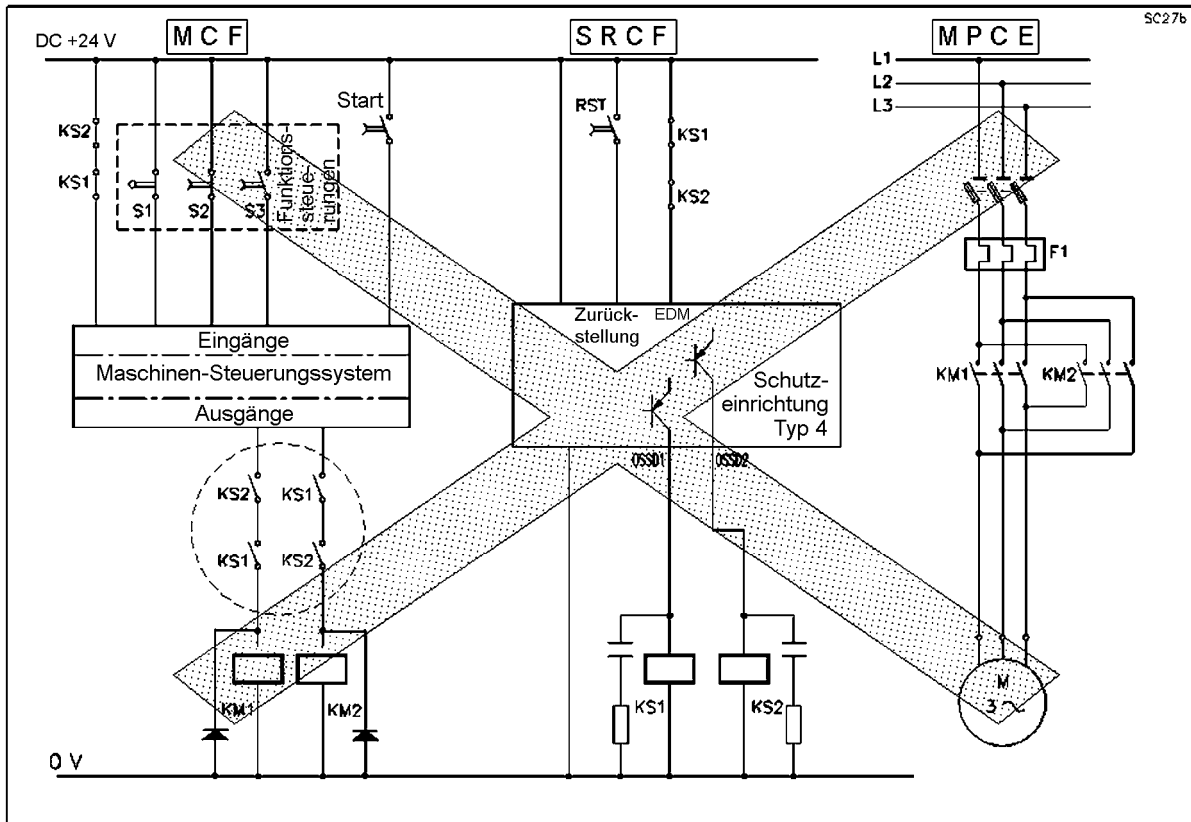 SC27b
DC +24 V
M C F
S R C F
M P C E
L1
L2
L3
Start
RST
KS2
KS1
KS1
KS2
S1
S2
S3
Funktions-
steue-
rungen
F1
Zurück-
stellung
EDM
Eingänge
Maschinen-Steuerungssystem
Ausgänge
Schutz-
einrichtung
Typ 4
KM1
KM2
OSSD1
OSSD2
KS2
KS1
KS1
KS2
KM1
KM2
KS1
KS2
M
3 ~
0 V